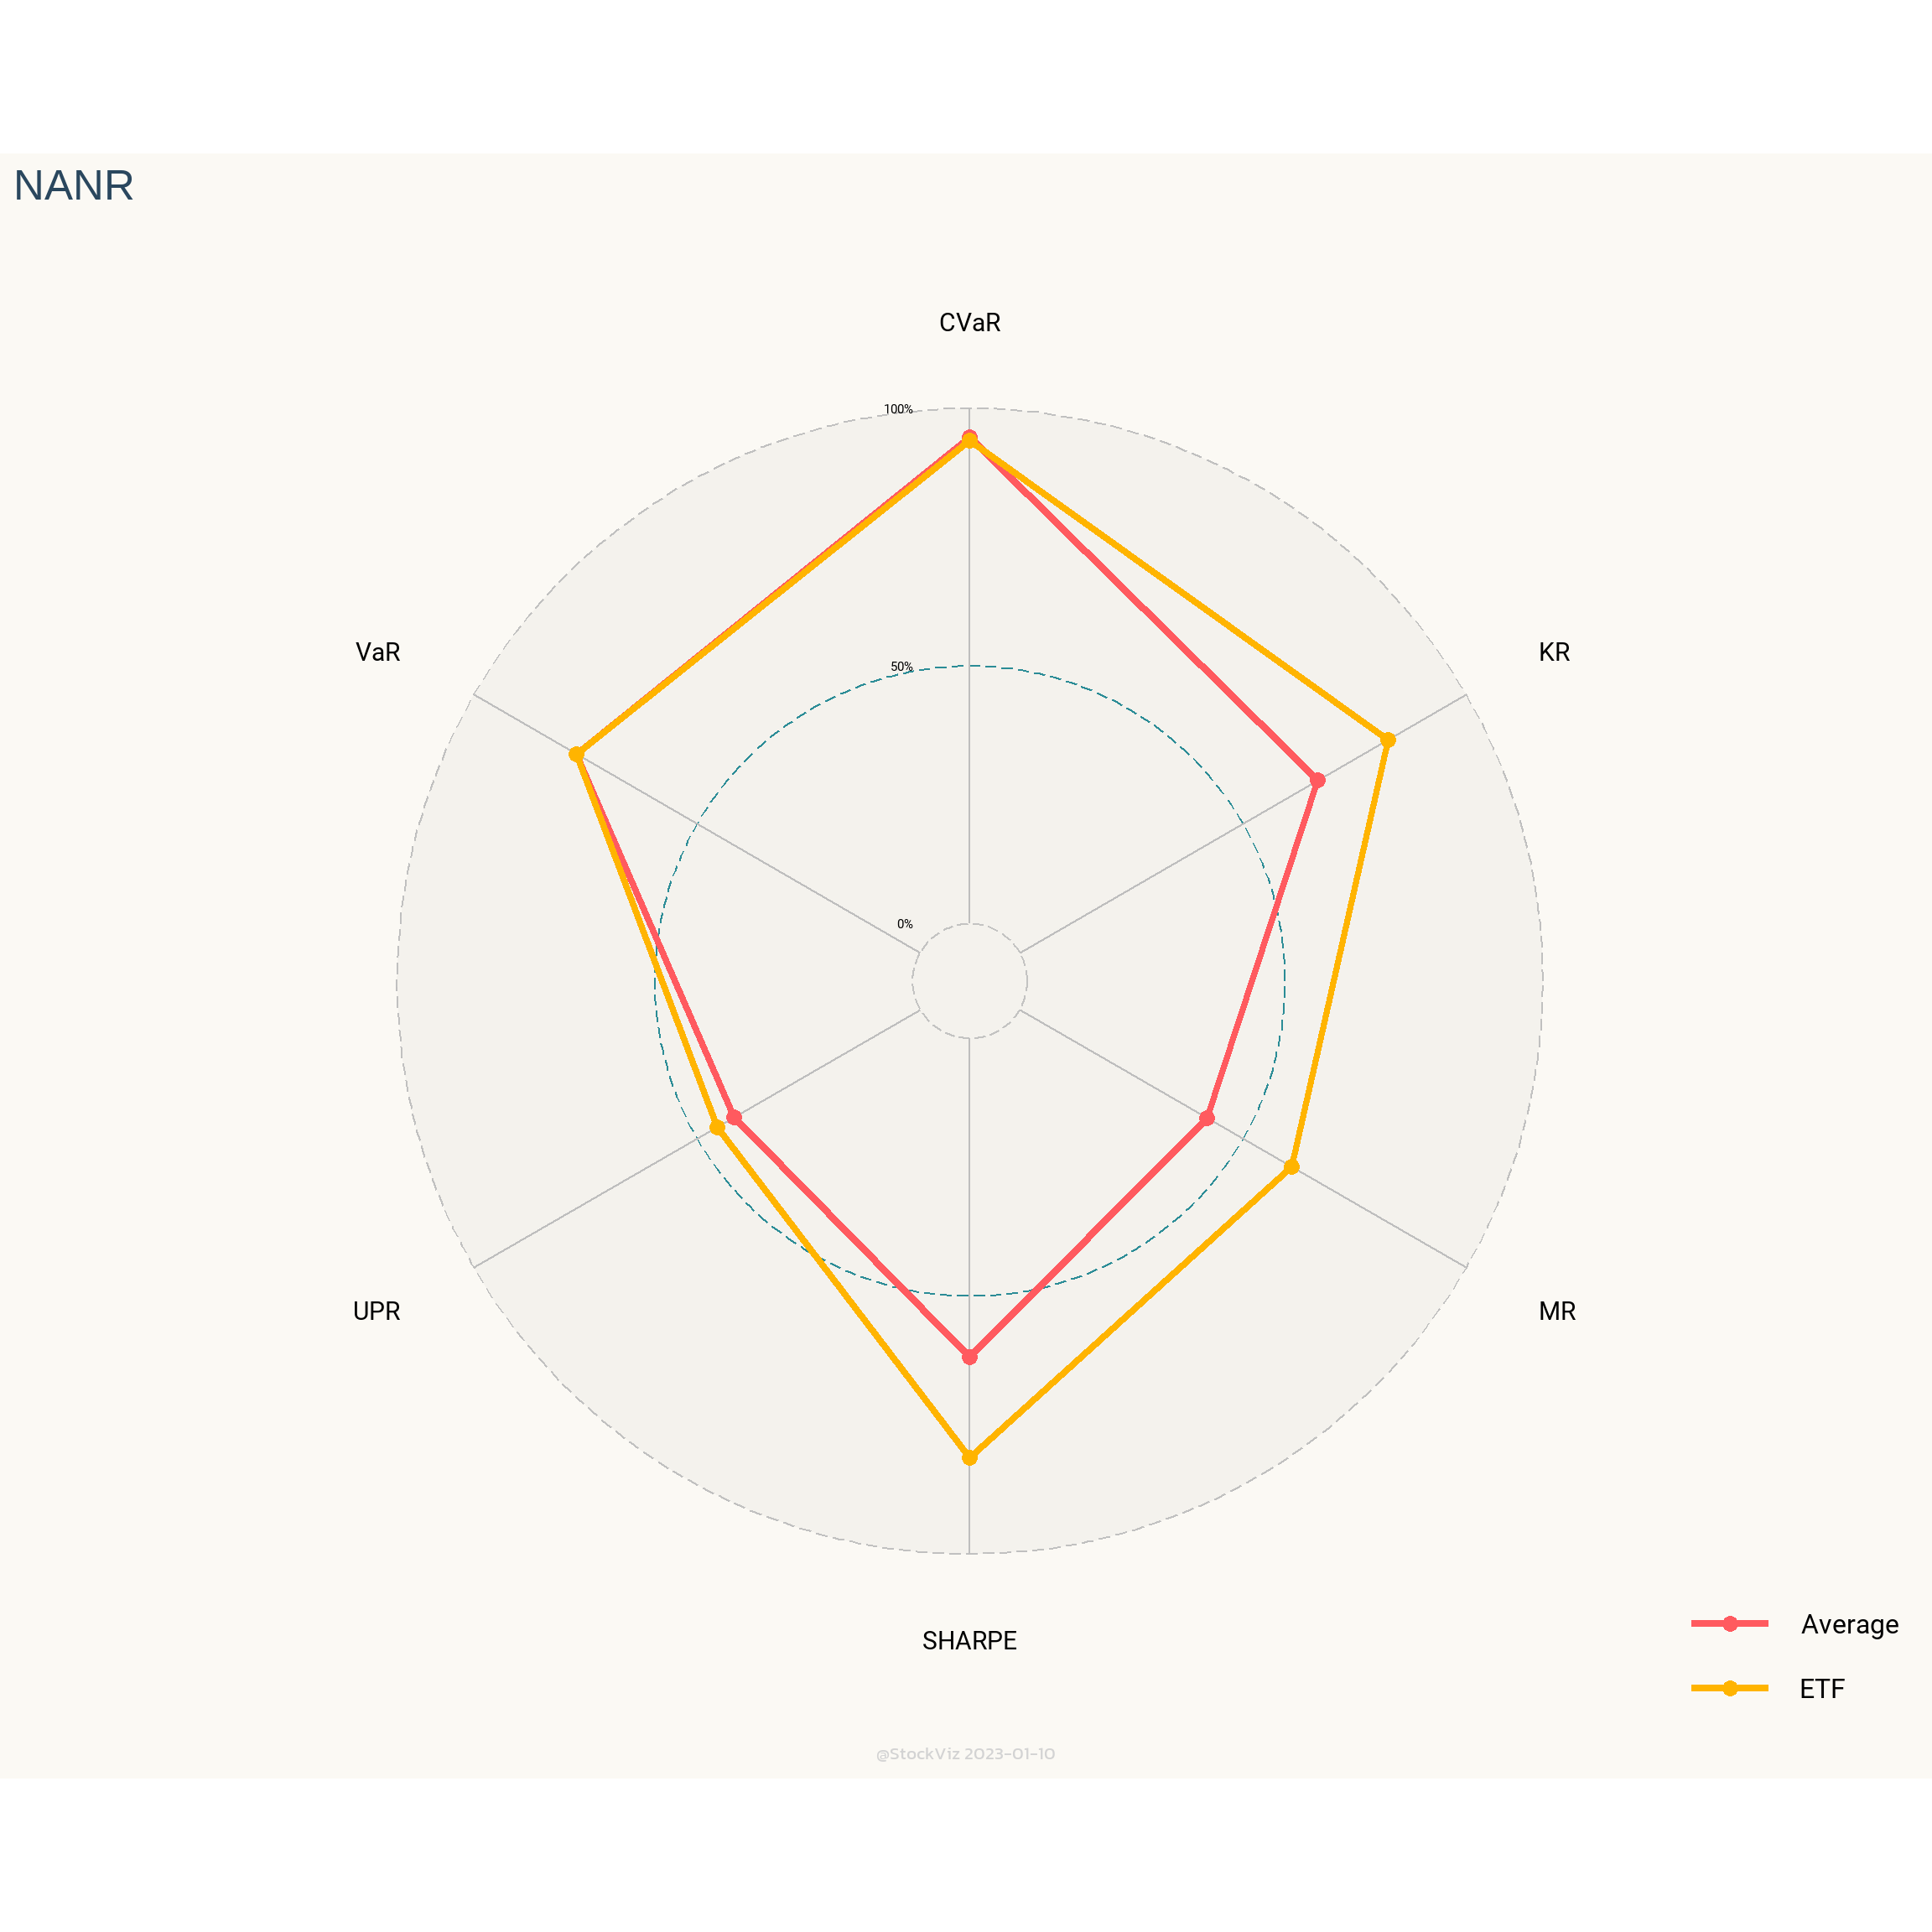 NANR
CVaR
100%
VaR
KR
50%
0%
UPR
MR
SHARPE
Average
ETF
@StockViz 2023-01-10